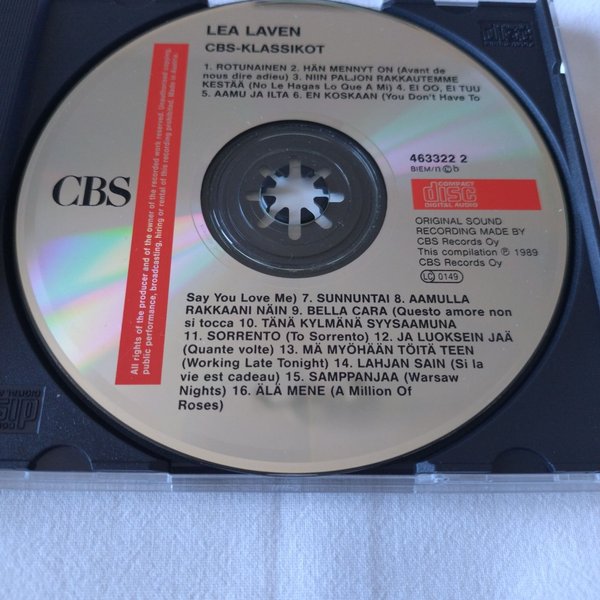 LEA LAVEN
CBS-KLASSIKOT
1. ROTUNAINEN 2. HÄN MENNYT ON (Avant de
nous dire adieu) 3. NIIN PALJON RAKKAUTEMME
KESTÄÄ (No Le Hagas Lo Que A Mi) 4. EI OO, EI TUU
5. AAMU JA ILTA 6. EN KOSKAAN (You Don't Have To
All rights of the producer and of the owner of the recorded work reserved. Unauthorized copying,
public performance, broadcasting, hiring or rental of this recording prohibited. Made in Austria
CBS
463322 2
BIEM/n©b
COMPACT
disc
DIGITAL AUDIO
ORIGINAL SOUND
RECORDING MADE BY
CBS Records Oy
This compilation ℗ 1989
CBS Records Oy
LC 0149
Say You Love Me) 7. SUNNUNTAI 8. AAMULLA
RAKKAANI NÄIN 9. BELLA CARA (Questo amore non
si tocca 10. TÄNÄ KYLMÄNÄ SYYSAAMUNA
11. SORRENTO (To Sorrento) 12. JA LUOKSEIN JÄÄ
(Quante volte) 13. MÄ MYÖHÄÄN TÖITÄ TEEN
(Working Late Tonight) 14. LAHJAN SAIN (Si la
vie est cadeau) 15. SAMPPANJAA (Warsaw
Nights) 16. ÄLÄ MENE (A Million Of
Roses)